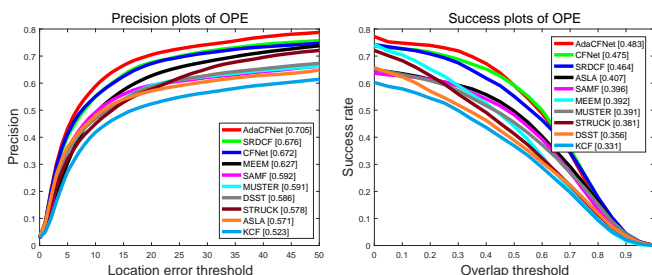 Precision plots of OPE
0.8
0.7
0.6
0.5
0.4
0.3
0.2
0.1
0
Precision
AdaCFNet [0.705]
SRDCF [0.676]
CFNet [0.672]
MEEM [0.627]
SAMF [0.592]
MUSTER [0.591]
DSST [0.586]
STRUCK [0.578]
ASLA [0.571]
KCF [0.523]
0 5 10 15 20 25 30 35 40 45 50
Location error threshold
Success plots of OPE
0.8
0.7
0.6
0.5
0.4
0.3
0.2
0.1
0
Success rate
AdaCFNet [0.483]
CFNet [0.475]
SRDCF [0.464]
ASLA [0.407]
SAMF [0.396]
MEEM [0.392]
MUSTER [0.391]
STRUCK [0.381]
DSST [0.356]
KCF [0.331]
0 0.1 0.2 0.3 0.4 0.5 0.6 0.7 0.8 0.9 1
Overlap threshold